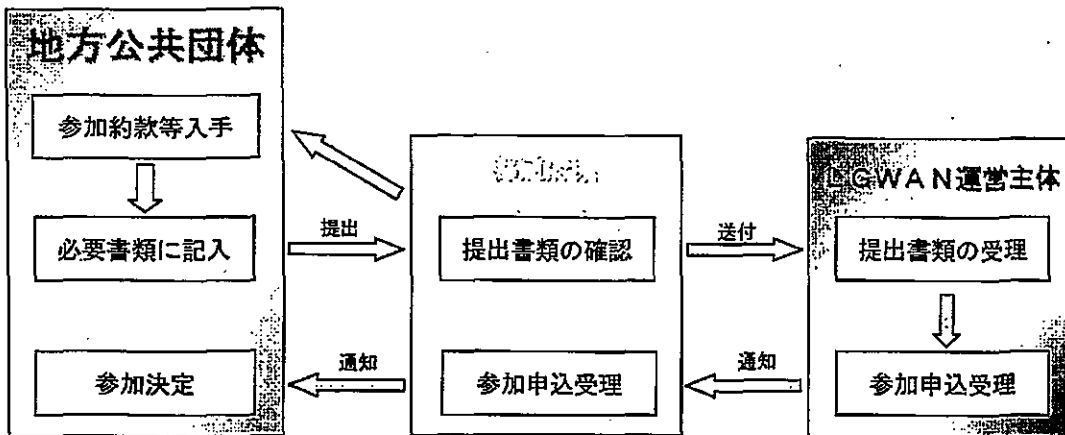 地方公共団体
参加約款等入手
必要書類に記入
提出
提出書類の確認
送付
LGWAN運営主体
提出書類の受理
参加決定
通知
参加申込受理
通知
参加申込受理